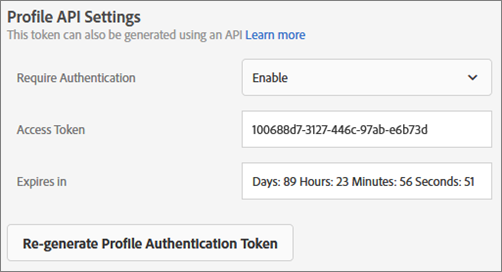 Profile API Settings
This token can also be generated using an API Learn more
Require Authentication Enable
Access Token 100688d7-3127-446c-97ab-e6b73d
Expires in Days: 89 Hours: 23 Minutes: 56 Seconds: 51
Re-generate Profile Authentication Token